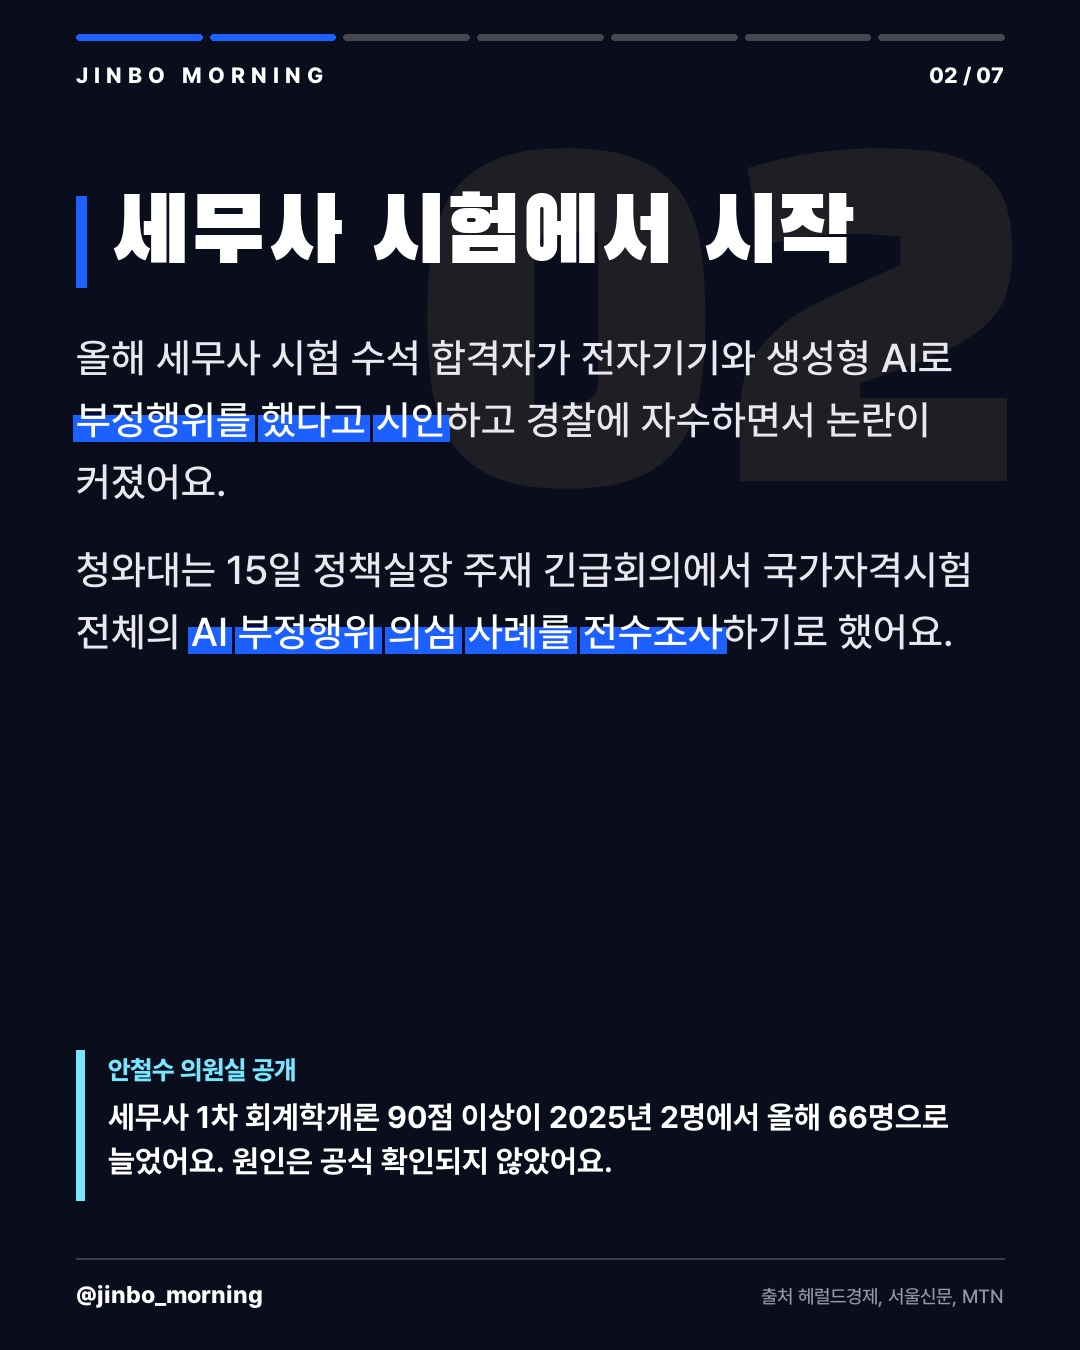 JINBO MORNING
02 / 07
02
세무사 시험에서 시작
올해 세무사 시험 수석 합격자가 전자기기와 생성형 AI로
부정행위를 했다고 시인하고 경찰에 자수하면서 논란이
커졌어요.
청와대는 15일 정책실장 주재 긴급회의에서 국가자격시험
전체의 AI 부정행위 의심 사례를 전수조사하기로 했어요.
안철수 의원실 공개
세무사 1차 회계학개론 90점 이상이 2025년 2명에서 올해 66명으로
늘었어요. 원인은 공식 확인되지 않았어요.
@jinbo_morning
출처 헤럴드경제, 서울신문, MTN